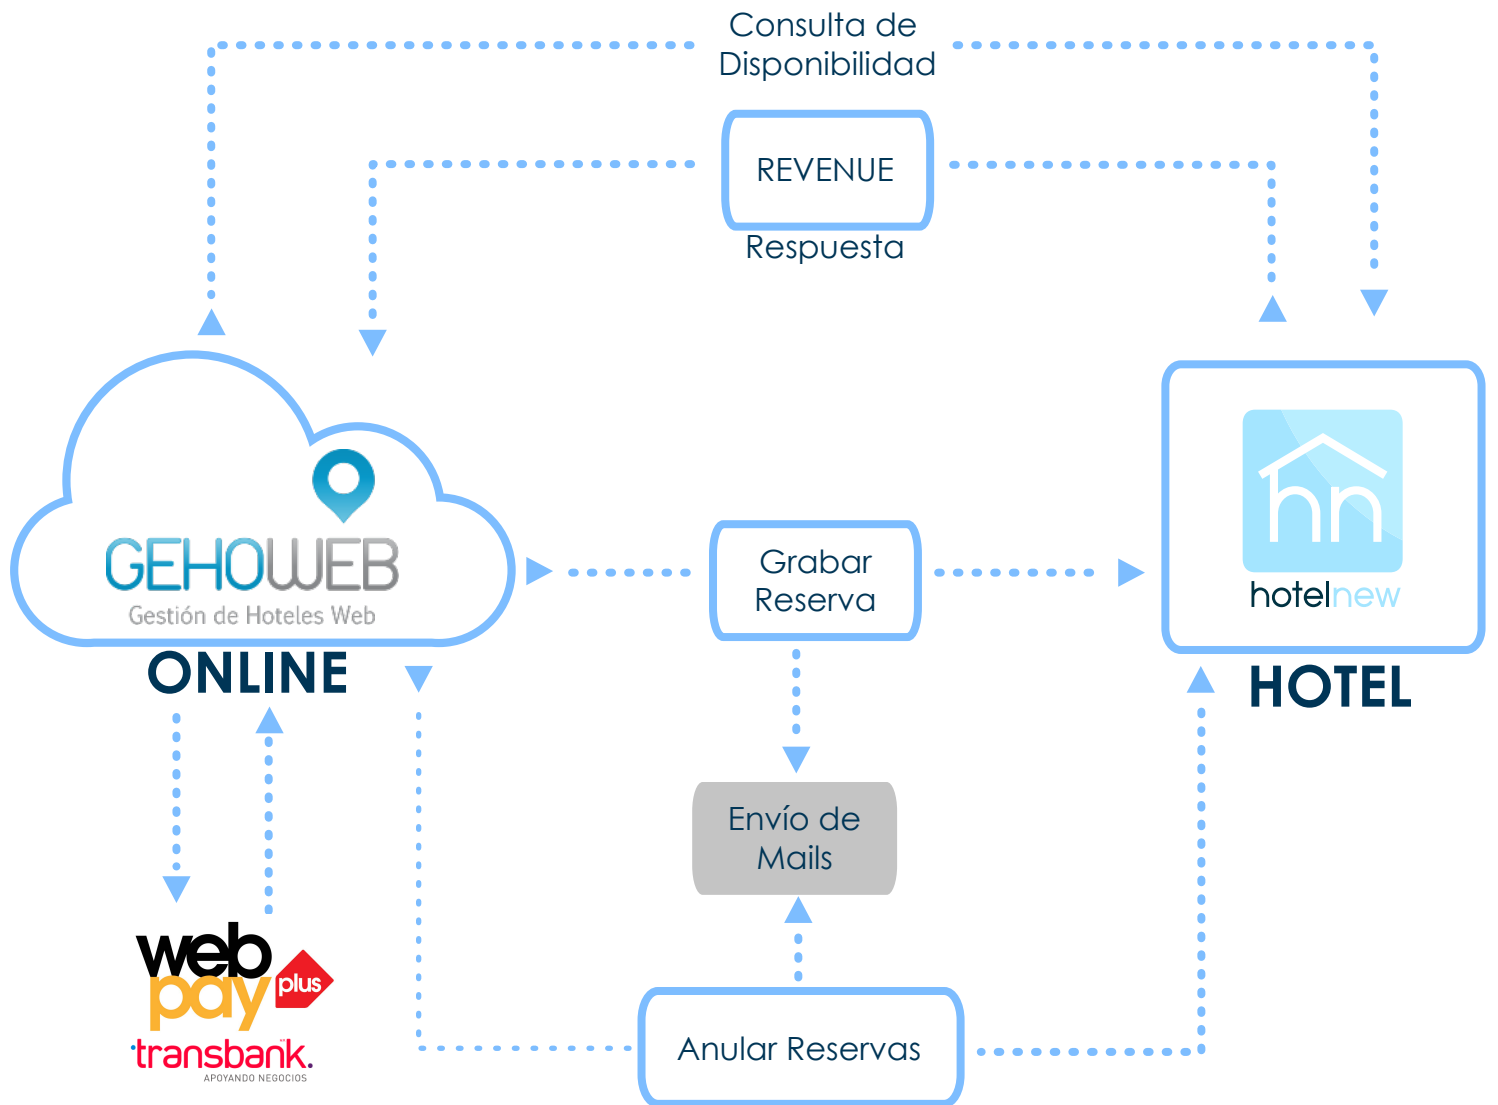 Consulta de
Disponibilidad
REVENUE
Respuesta
GEHOWEB
Gestión de Hoteles Web
ONLINE
Grabar
Reserva
hn
hotelnew
HOTEL
Envío de
Mails
web
pay
plus
transbank.
APOYANDO NEGOCIOS
Anular Reservas